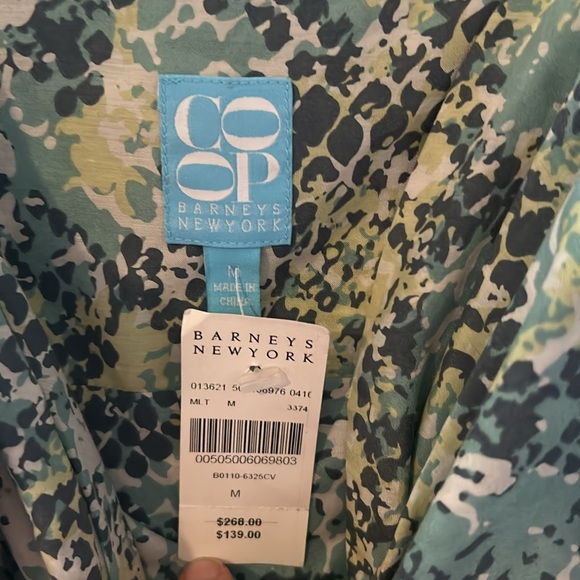 CO
OP
BARNEYS
NEWYORK
M
MADE IN
CHINA
BARNEYS
NEWYORK
013621 0410
MLT M 3374
00505006069803
B0110-6325CV
M
$268.00
$139.00